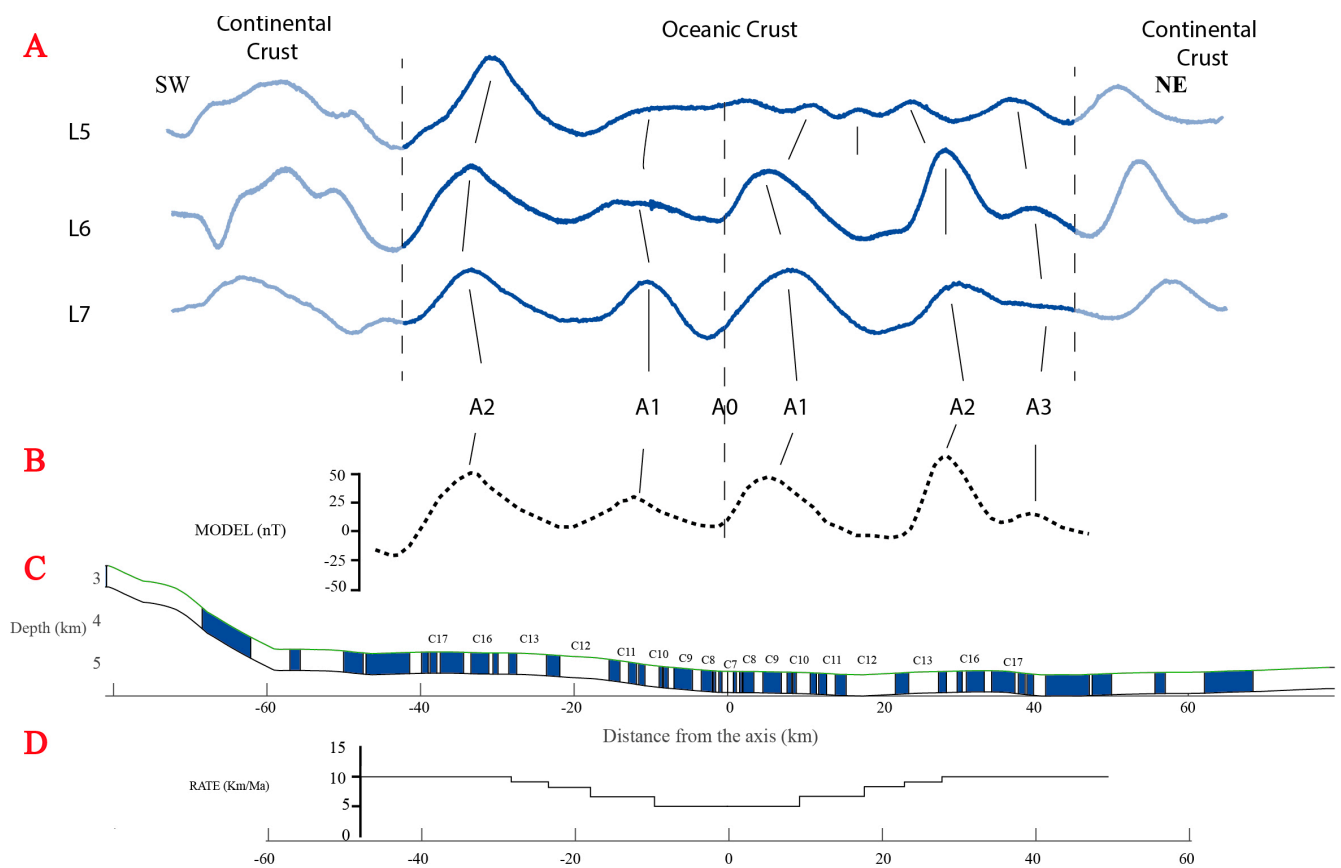 A
Continental
Crust
Oceanic Crust
Continental
Crust
SW
NE
L5
L6
L7
A2
A1
A0
A1
A2
A3
B
50
25
0
-25
-50
MODEL (nT)
C
3
4
5
Depth (km)
C17
C16
C13
C12
C11
C10
C9
C8
C7
C8
C9
C10
C11
C12
C13
C16
C17
-60
-40
-20
0
20
40
60
Distance from the axis (km)
D
15
10
5
0
RATE (Km/Ma)
-60
-40
-20
0
20
40
60